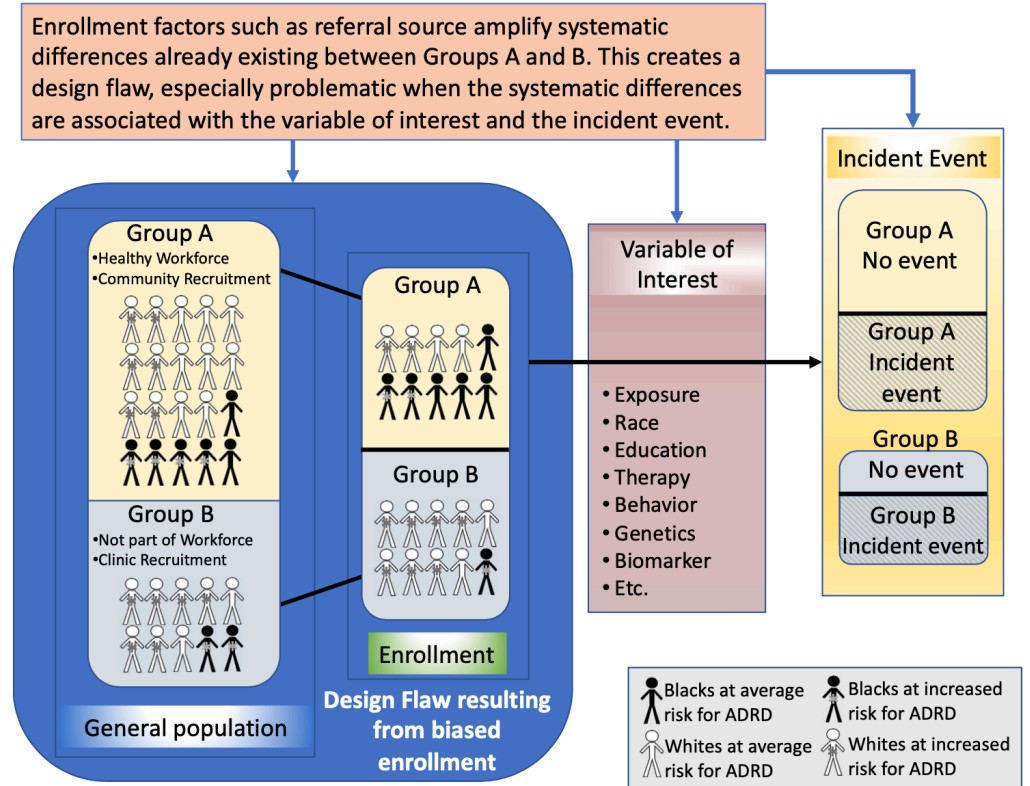 Enrollment factors such as referral source amplify systematic
differences already existing between Groups A and B. This creates a
design flaw, especially problematic when the systematic differences
are associated with the variable of interest and the incident event.
Group A
•Healthy Workforce
•Community Recruitment
Group B
•Not part of Workforce
•Clinic Recruitment
General population
Group A
Group B
Enrollment
Design Flaw resulting
from biased
enrollment
Variable of
Interest
• Exposure
• Race
• Education
• Therapy
• Behavior
• Genetics
• Biomarker
• Etc.
Incident Event
Group A
No event
Group A
Incident
event
Group B
No event
Group B
Incident event
Blacks at average
risk for ADRD
Blacks at increased
risk for ADRD
Whites at average
risk for ADRD
Whites at increased
risk for ADRD